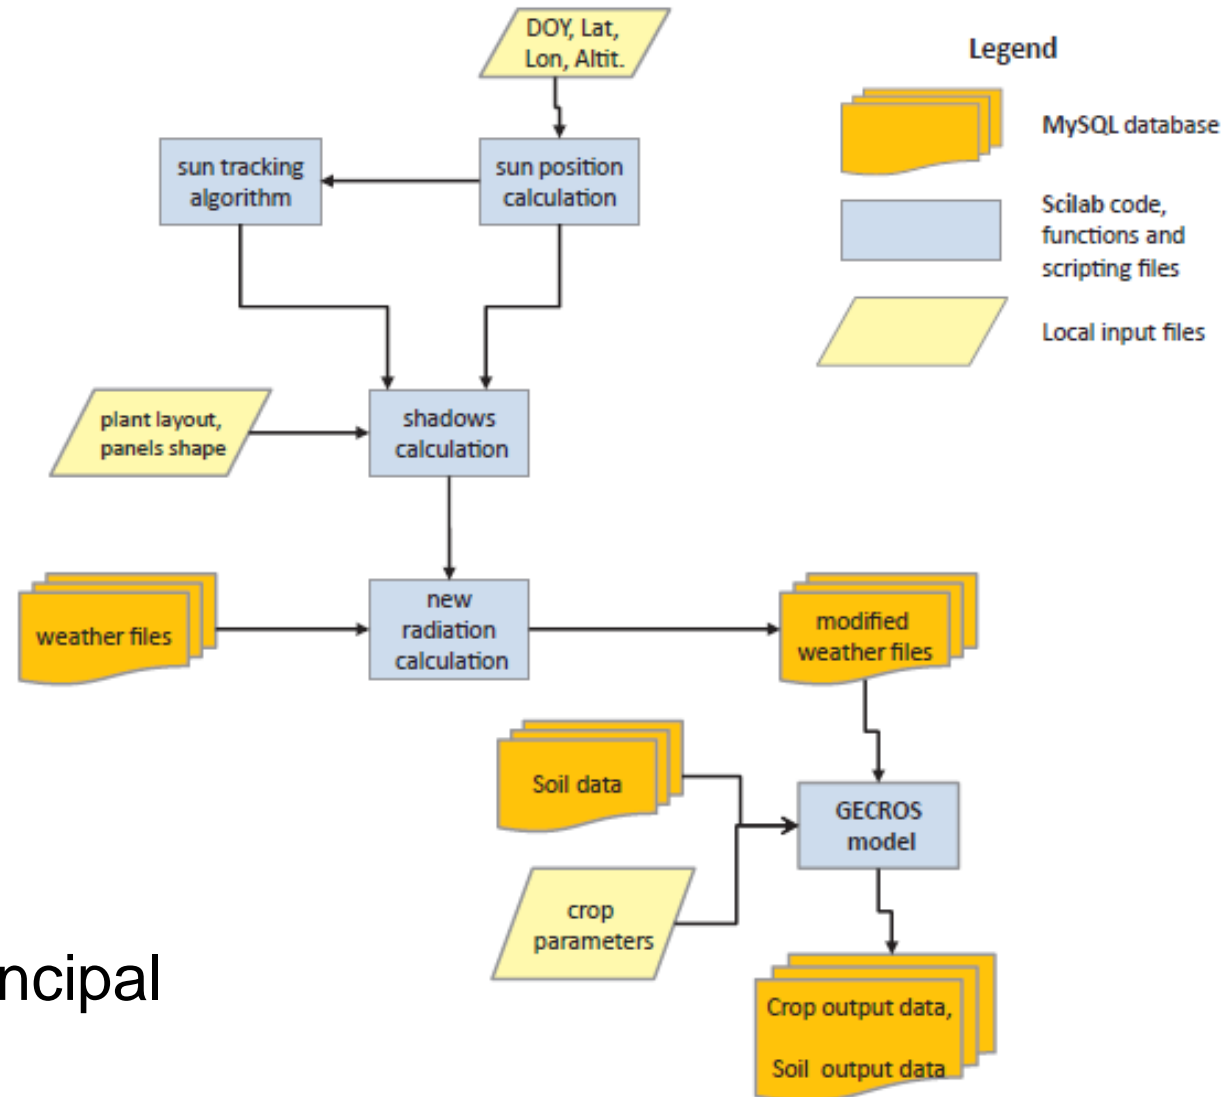 DOY, Lat,
Lon, Altit.
Legend
MySQL database
sun tracking
algorithm
sun position
calculation
Scilab code,
functions and
scripting files
Local input files
plant layout,
panels shape
shadows
calculation
weather files
new
radiation
calculation
modified
weather files
Soil data
GECROS
model
crop
parameters
ncipal
Crop output data,
Soil output data